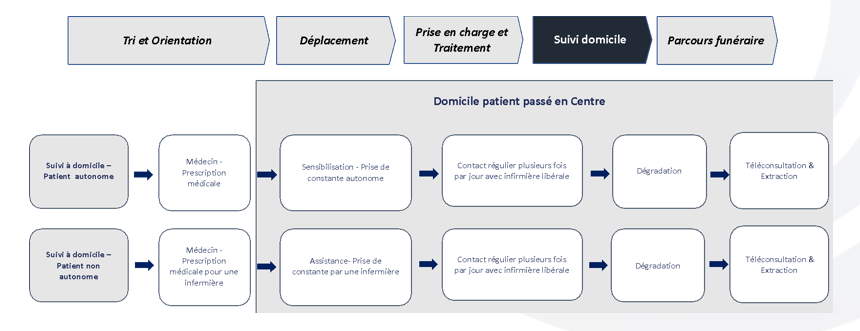 Tri et Orientation
Déplacement
Prise en charge et
Traitement
Suivi domicile
Parcours funéraire
Domicile patient passé en Centre
Suivi à domicile –
Patient autonome
Médecin -
Prescription
médicale
Sensibilisation - Prise de
constante autonome
Contact régulier plusieurs fois
par jour avec infirmière libérale
Dégradation
Téléconsultation &
Extraction
Suivi à domicile –
Patient non
autonome
Médecin -
Prescription
médicale pour une
infermière
Assistance- Prise de
constante par une infermière
Contact régulier plusieurs fois
par jour avec infirmière libérale
Dégradation
Téléconsultation &
Extraction